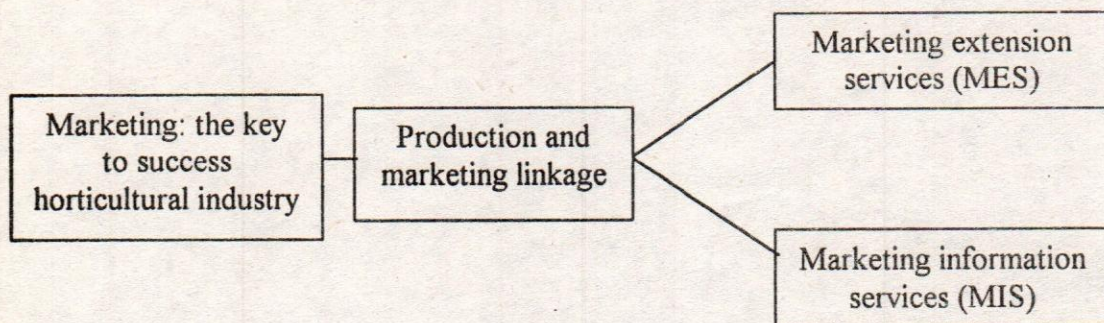 Marketing: the key
to success
horticultural industry
Production and
marketing linkage
Marketing extension
services (MES)
Marketing information
services (MIS)